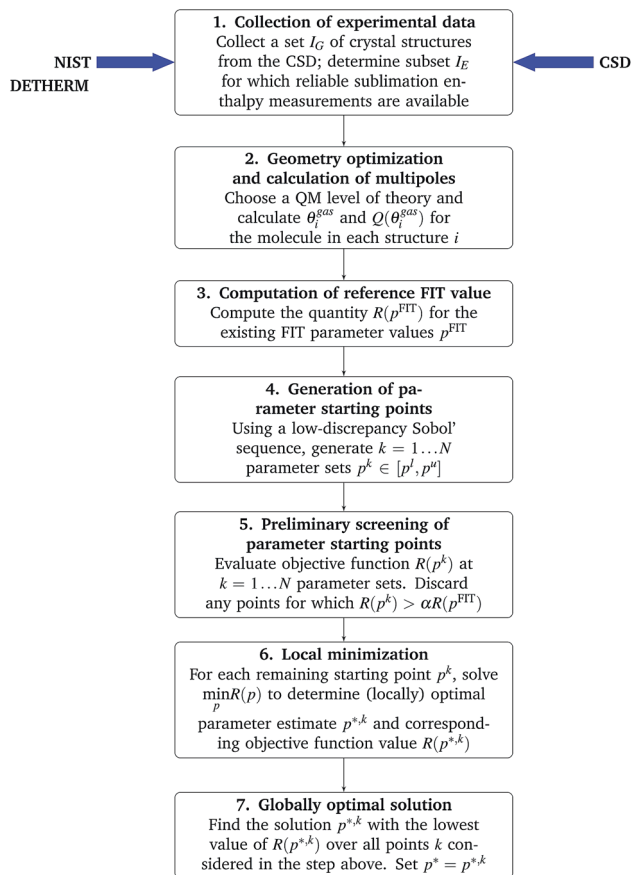 1. Collection of experimental data
Collect a set I_G of crystal structures
from the CSD; determine subset I_E
for which reliable sublimation en-
thalpy measurements are available
NIST
DETHERM
CSD
2. Geometry optimization
and calculation of multipoles
Choose a QM level of theory and
calculate θ_i^{gas} and Q(θ_i^{gas}) for
the molecule in each structure i
3. Computation of reference FIT value
Compute the quantity R(p^{FIT}) for the
existing FIT parameter values p^{FIT}
4. Generation of pa-
rameter starting points
Using a low-discrepancy Sobol'
sequence, generate k = 1...N
parameter sets p^k ∈ [p^l, p^u]
5. Preliminary screening of
parameter starting points
Evaluate objective function R(p^k) at
k = 1...N parameter sets. Discard
any points for which R(p^k) > αR(p^{FIT})
6. Local minimization
For each remaining starting point p^k, solve
min_p R(p) to determine (locally) optimal
parameter estimate p^{*,k} and correspond-
ing objective function value R(p^{*,k})
7. Globally optimal solution
Find the solution p^{*,k} with the lowest
value of R(p^{*,k}) over all points k con-
sidered in the step above. Set p^* = p^{*,k}